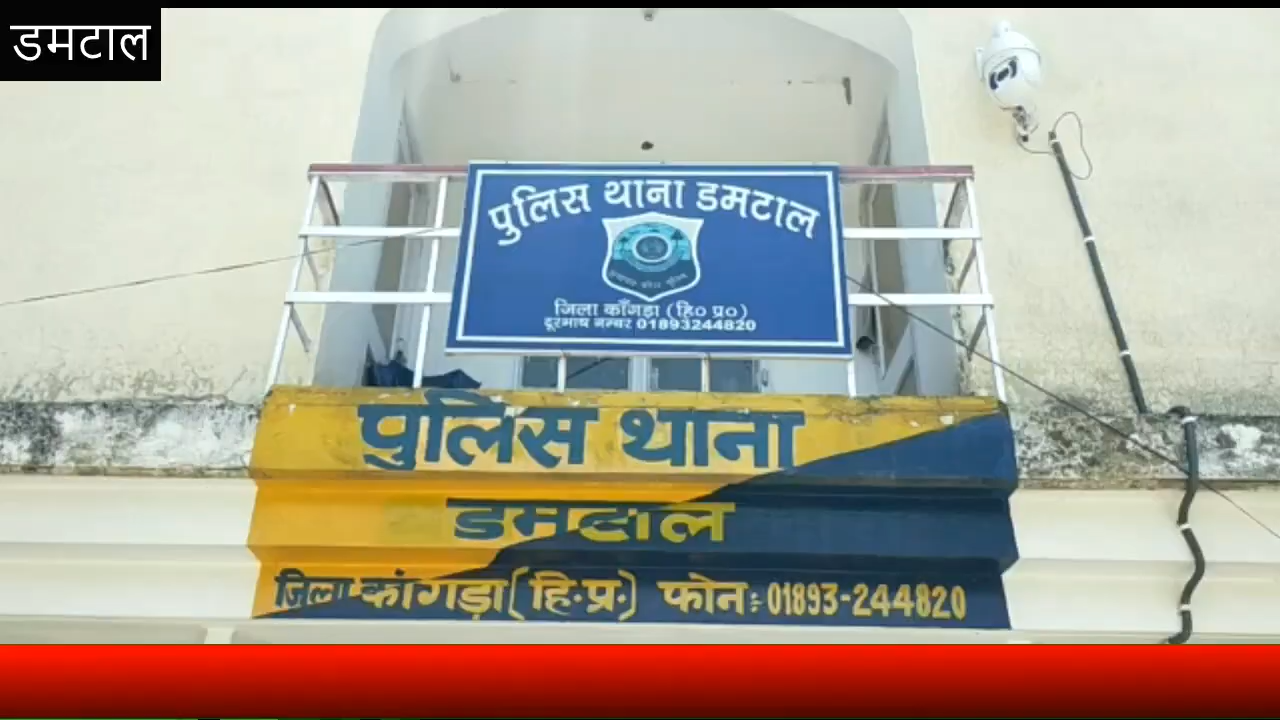 डमटाल
पुलिस थाना डमटाल
जिला काँगड़ा (हि० प्र०)
दूरभाष नम्बर 01893244820
पुलिस थाना
डमटाल
जिला कांगड़ा (हि.प्र.) फोन: 01893-244820